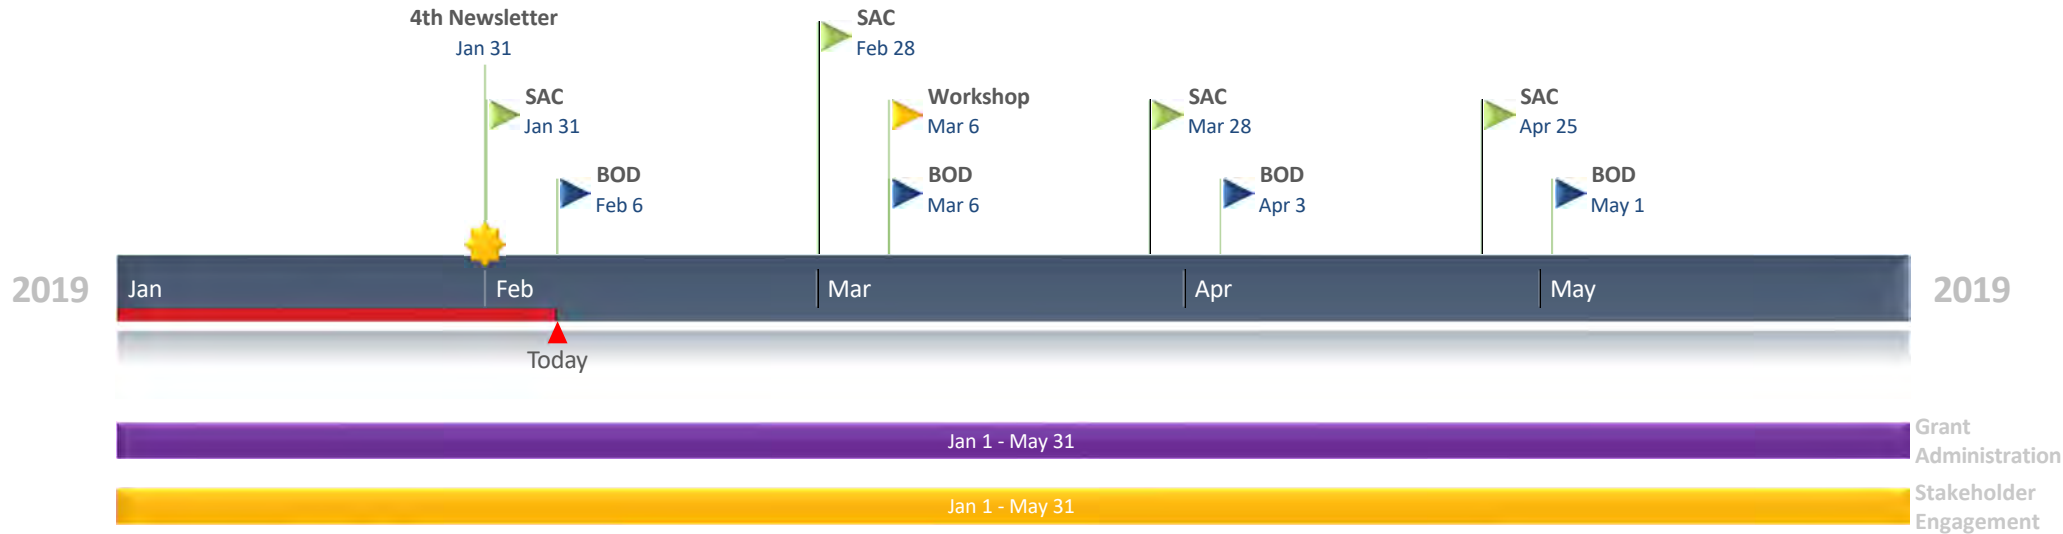 4th Newsletter
Jan 31
SAC
Feb 28
SAC
Jan 31
Workshop
Mar 6
SAC
Mar 28
SAC
Apr 25
BOD
Feb 6
BOD
Mar 6
BOD
Apr 3
BOD
May 1
2019
Jan
Feb
Mar
Apr
May
2019
Today
Jan 1 - May 31
Grant
Administration
Jan 1 - May 31
Stakeholder
Engagement